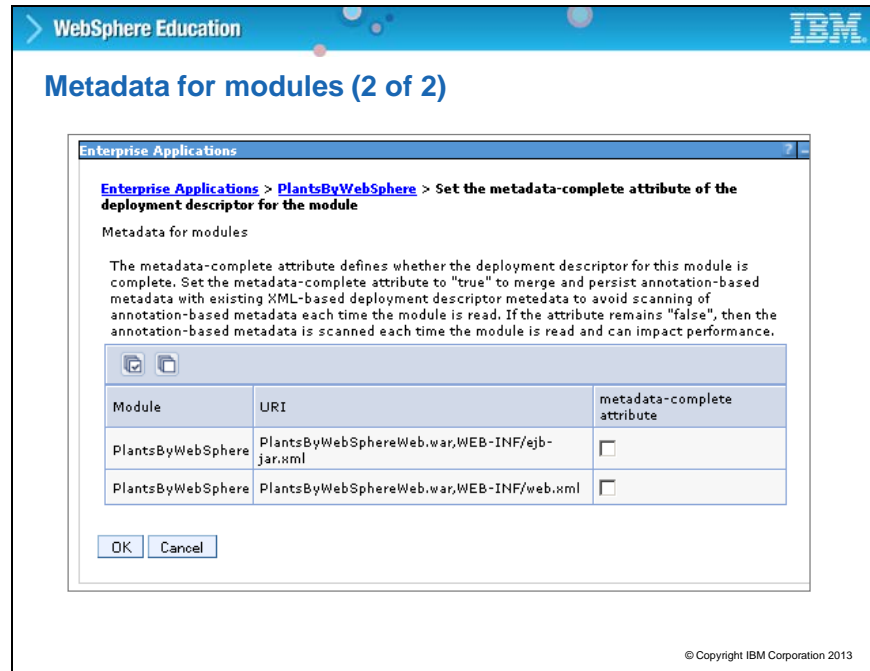 WebSphere Education
IBM
Metadata for modules (2 of 2)
Enterprise Applications
? –
Enterprise Applications > PlantsByWebSphere > Set the metadata-complete attribute of the
deployment descriptor for the module
Metadata for modules
The metadata-complete attribute defines whether the deployment descriptor for this module is
complete. Set the metadata-complete attribute to "true" to merge and persist annotation-based
metadata with existing XML-based deployment descriptor metedata to avoid scanning of
annotation-based metadata each time the module is read. If the attribute remains "false", then the
annotation-based metadata is scanned each time the module is read and can impact performance.
Module
URI
metadata-complete
attribute
PlantsByWebSphere
PlantsByWebSphereWeb.war,WEB-INF/ejb-
jar.xml
PlantsByWebSphere
PlantsByWebSphereWeb.war,WEB-INF/web.xml
OK
Cancel
© Copyright IBM Corporation 2013